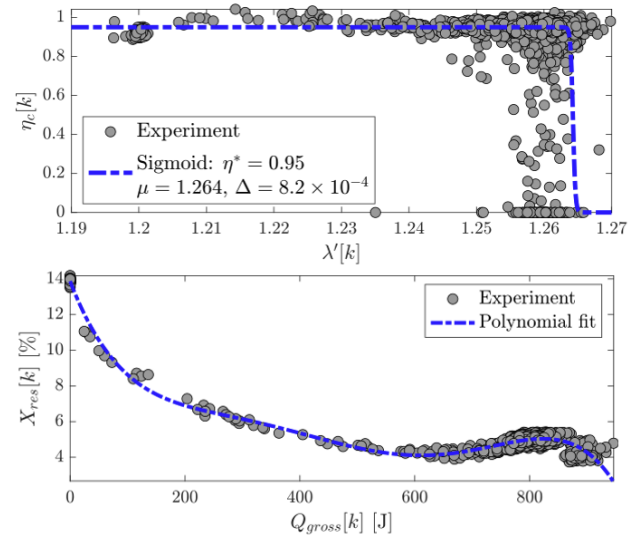 1
0.8
0.6
0.4
0.2
0
η_c[k]
Experiment
Sigmoid: η* = 0.95
μ = 1.264, Δ = 8.2 × 10⁻⁴
1.19 1.2 1.21 1.22 1.23 1.24 1.25 1.26 1.27
λ′[k]
14
12
10
8
6
4
X_res[k] [%]
Experiment
Polynomial fit
0 200 400 600 800
Q_gross[k] [J]